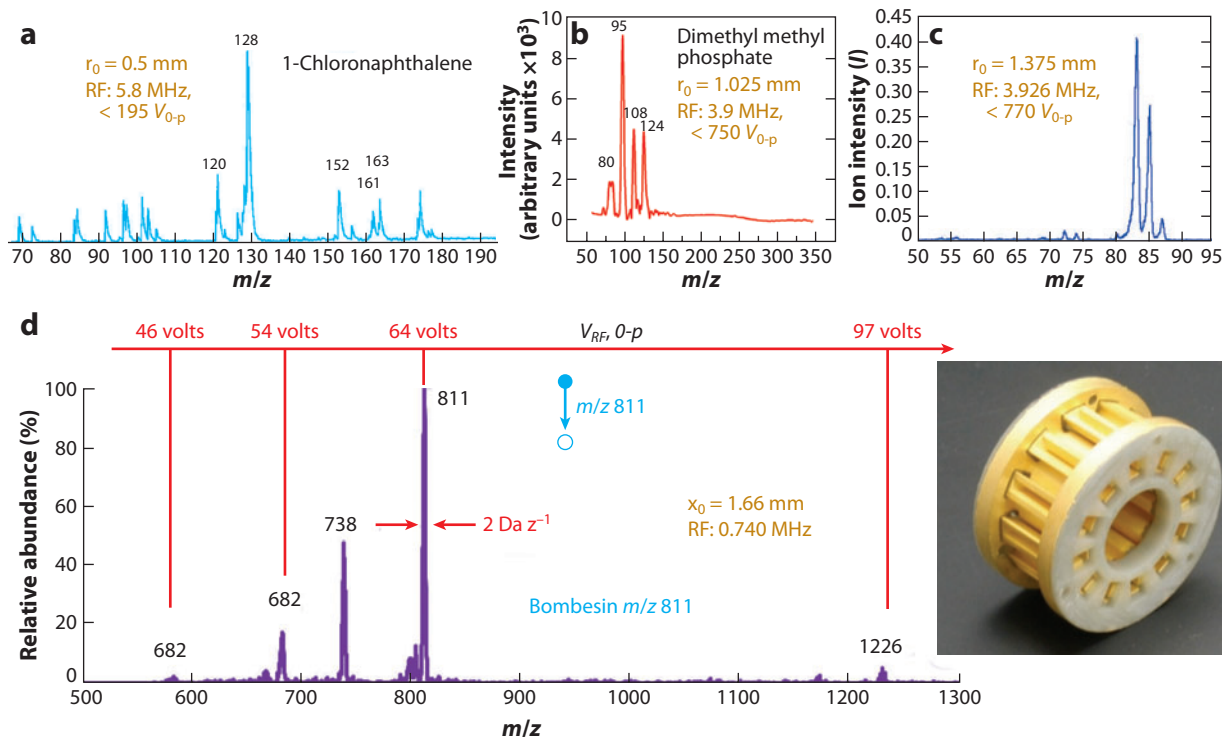 a
1-Chloronaphthalene
r0 = 0.5 mm
RF: 5.8 MHz,
< 195 V0-p
128
120
152
163
161
70 80 90 100 110 120 130 140 150 160 170 180 190
m/z
b
Dimethyl methyl
phosphate
r0 = 1.025 mm
RF: 3.9 MHz,
< 750 V0-p
95
108
124
80
Intensity
(arbitrary units ×10³)
10
8
6
4
2
0
50 100 150 200 250 300 350
m/z
c
r0 = 1.375 mm
RF: 3.926 MHz,
< 770 V0-p
Ion intensity (I)
0.45
0.40
0.35
0.30
0.25
0.20
0.15
0.10
0.05
0
50 55 60 65 70 75 80 85 90 95
m/z
d
46 volts 54 volts 64 volts VRF, 0-p 97 volts
Relative abundance (%)
100
80
60
40
20
0
811
m/z 811
x0 = 1.66 mm
RF: 0.740 MHz
738
2 Da z⁻¹
682
Bombesin m/z 811
682
1226
500 600 700 800 900 1000 1100 1200 1300
m/z